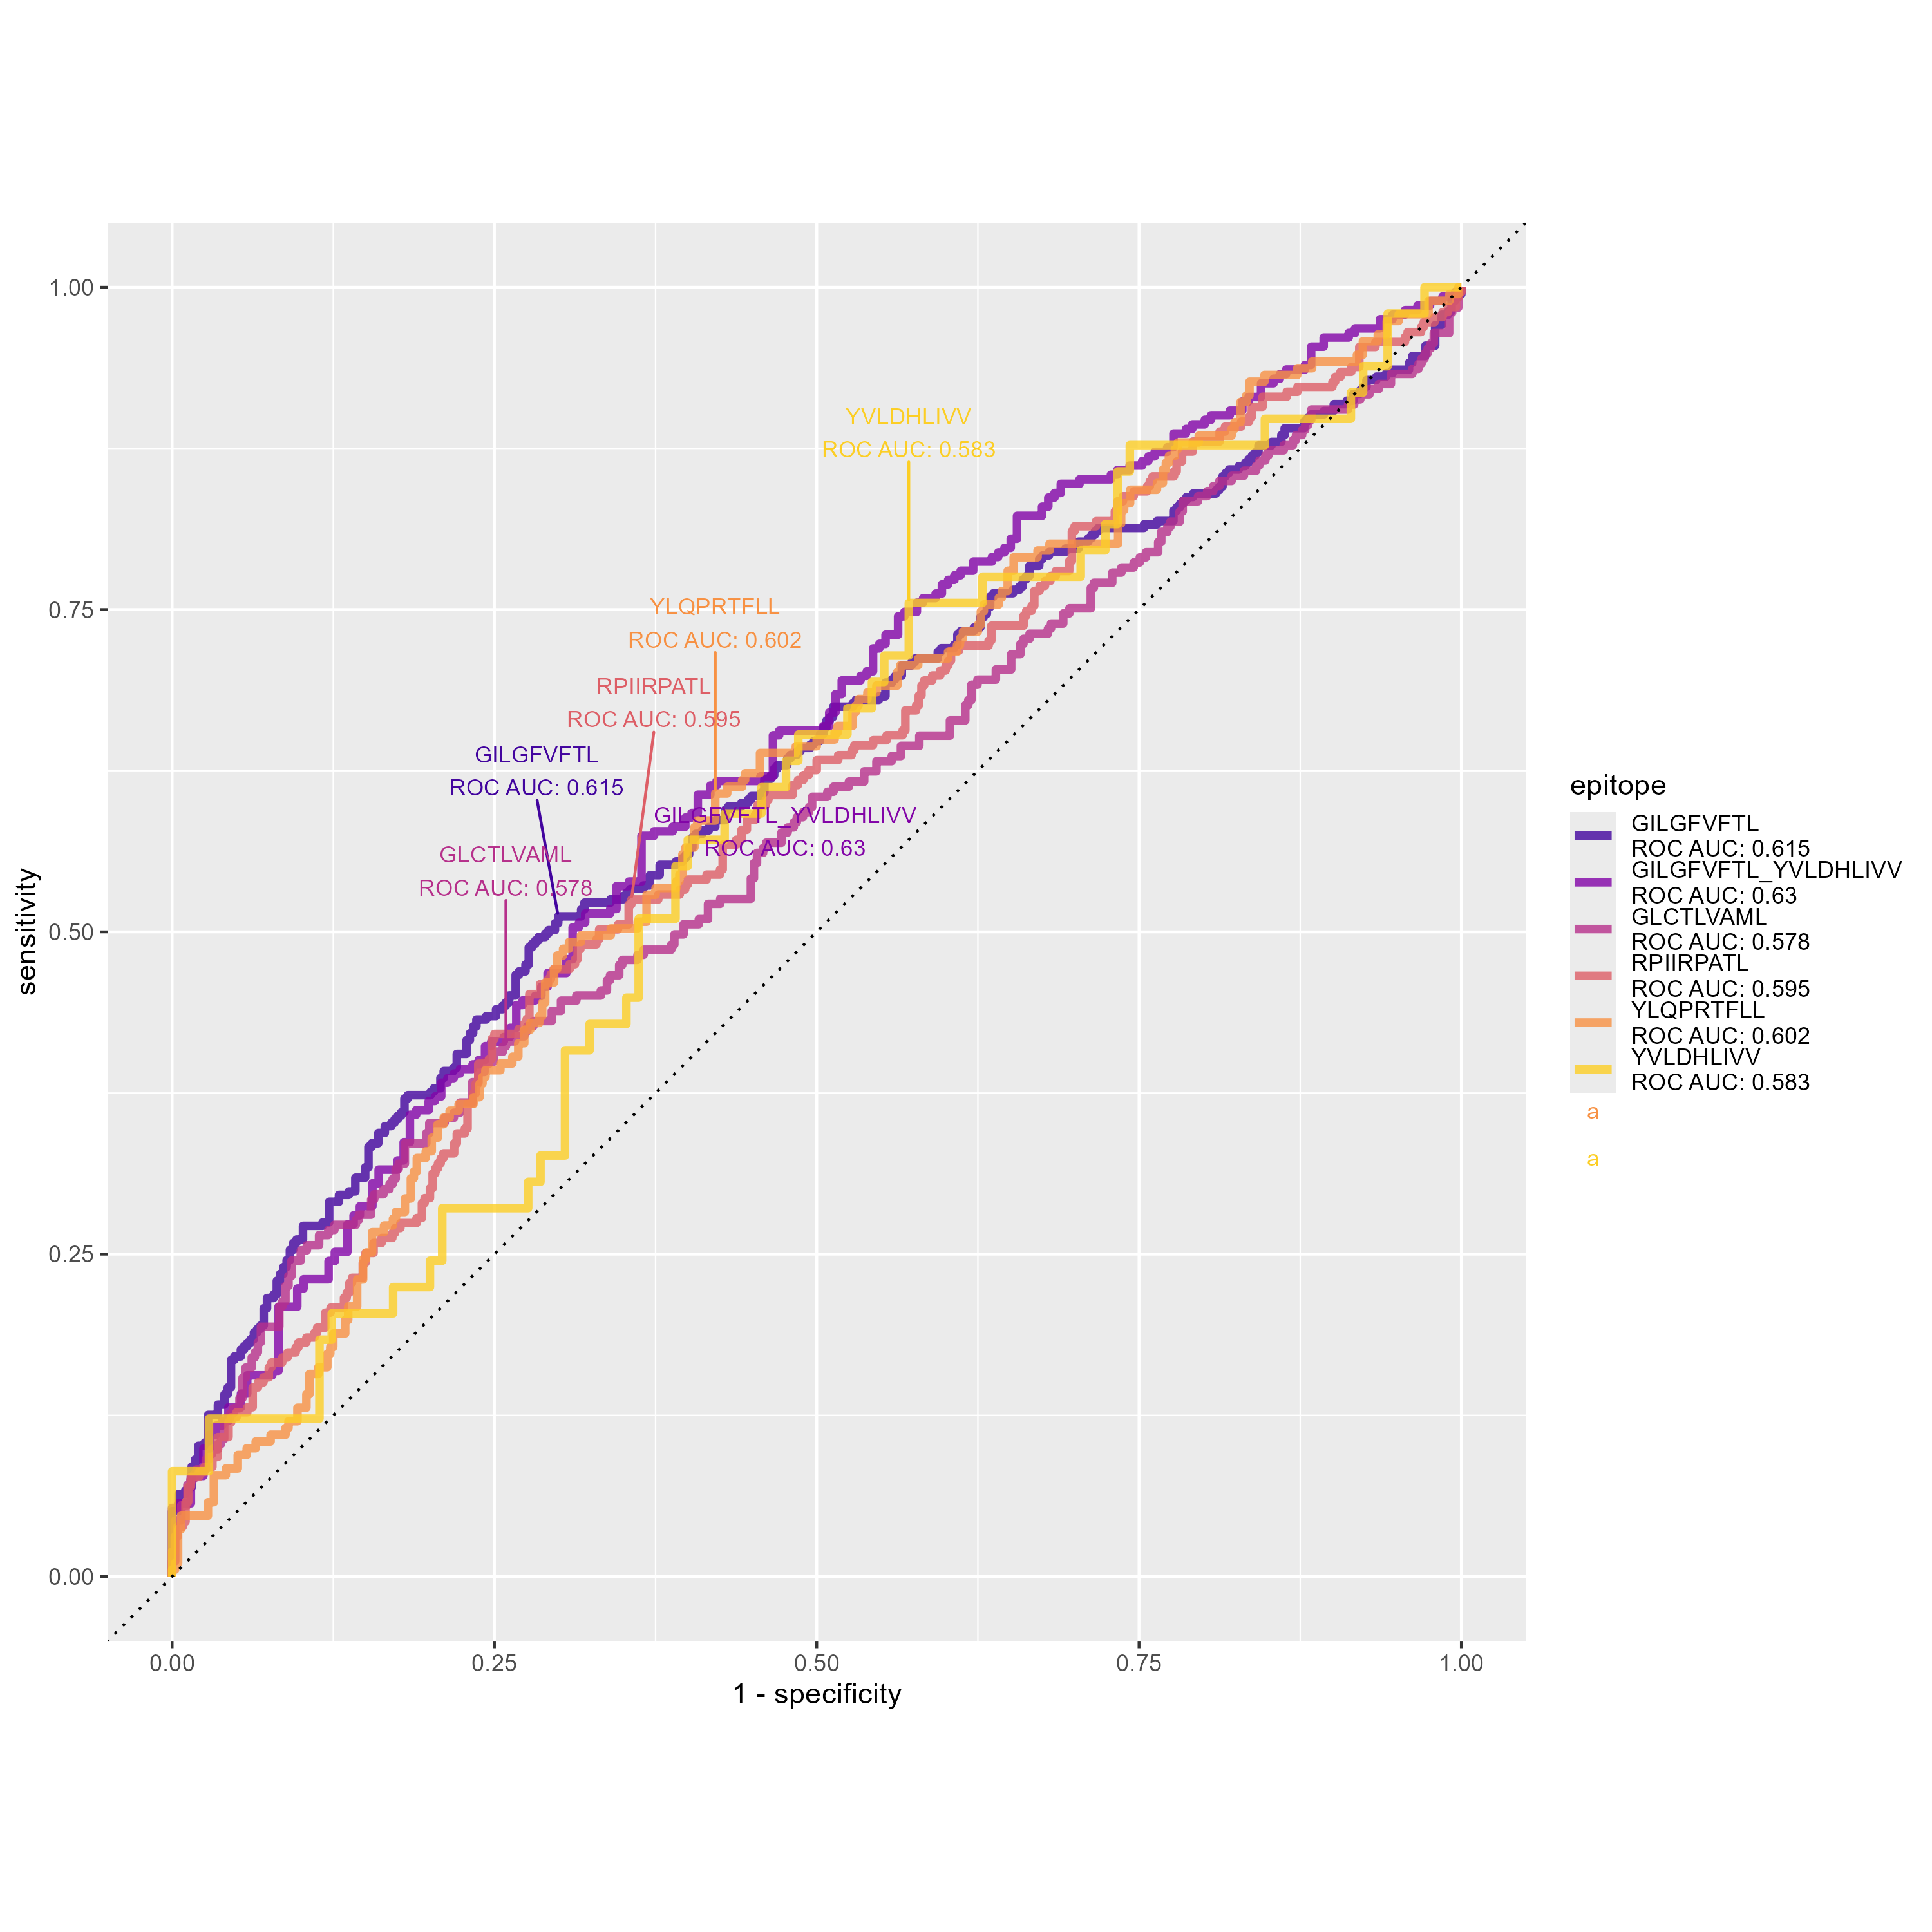 1.00
0.75
0.50
0.25
0.00
sensitivity
0.00
0.25
0.50
0.75
1.00
1 - specificity
YVLDHLIVV
ROC AUC: 0.583
YLQPRTFLL
ROC AUC: 0.602
RPIIRPATL
ROC AUC: 0.595
GILGFVFTL
ROC AUC: 0.615
GILGFVFTL_YVLDHLIVV
ROC AUC: 0.63
GLCTLVAML
ROC AUC: 0.578
epitope
GILGFVFTL
ROC AUC: 0.615
GILGFVFTL_YVLDHLIVV
ROC AUC: 0.63
GLCTLVAML
ROC AUC: 0.578
RPIIRPATL
ROC AUC: 0.595
YLQPRTFLL
ROC AUC: 0.602
YVLDHLIVV
ROC AUC: 0.583
a
a